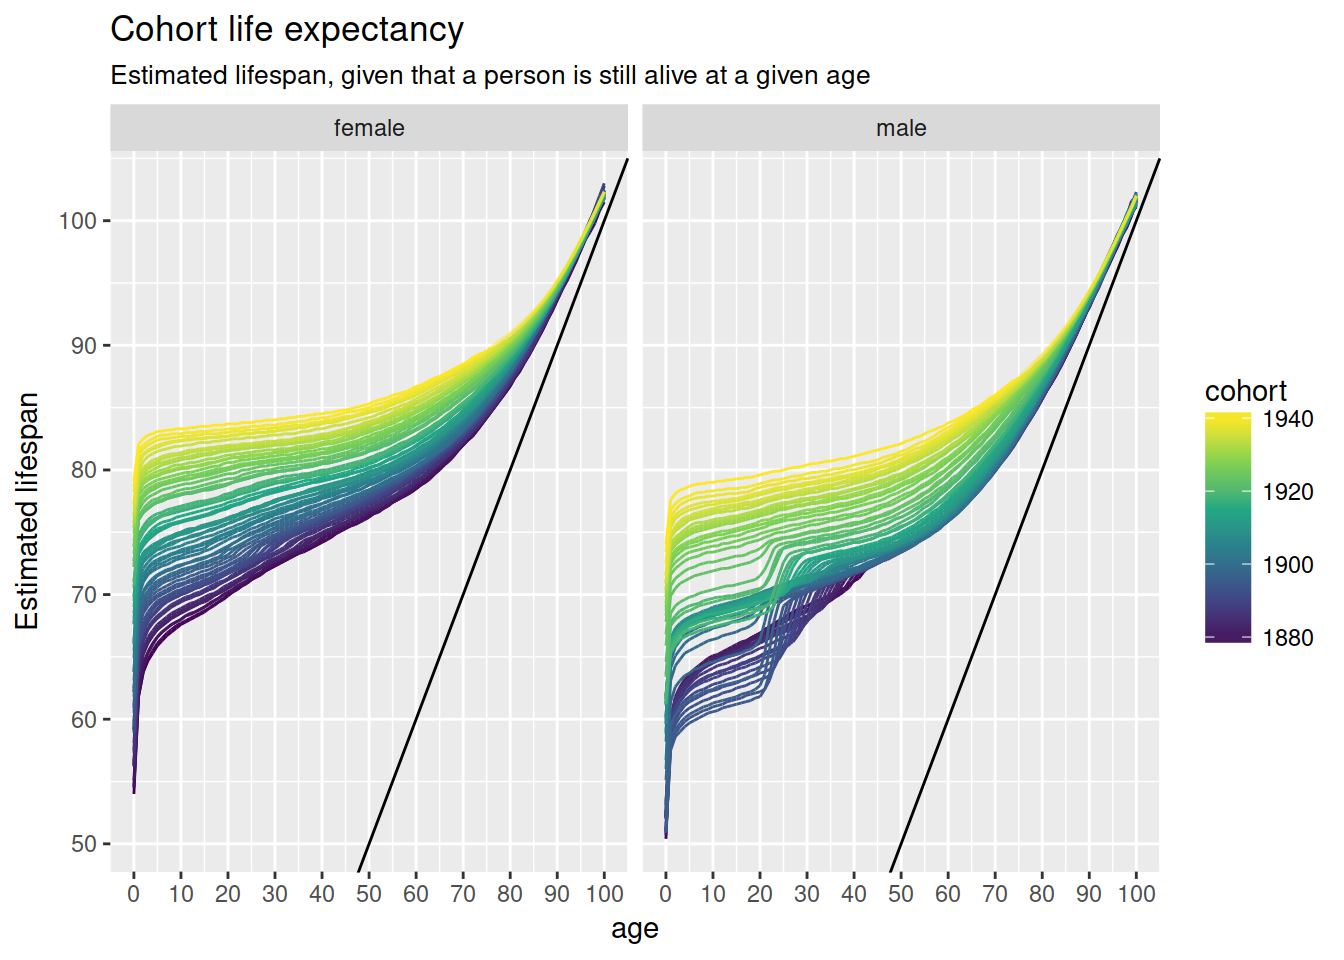 Cohort life expectancy
Estimated lifespan, given that a person is still alive at a given age
female
male
Estimated lifespan
100
90
80
70
60
50
0 10 20 30 40 50 60 70 80 90 100
0 10 20 30 40 50 60 70 80 90 100
age
cohort
1940
1920
1900
1880